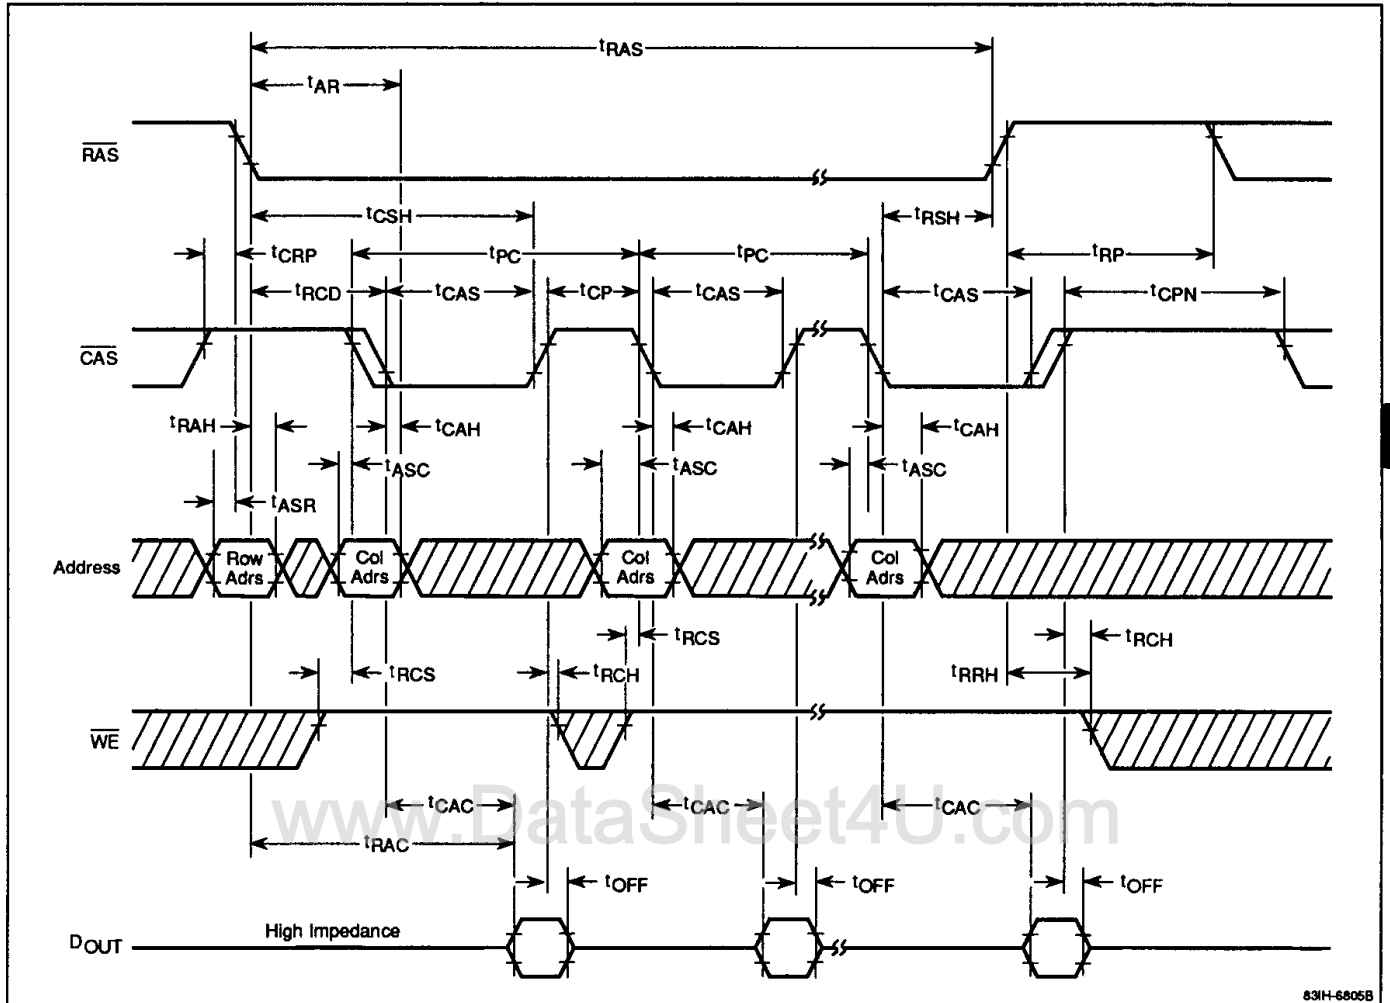 tRAS
tAR
RAS
tCSH
tRSH
tCRP
tPC
tPC
tRP
tRCD
tCAS
tCP
tCAS
tCAS
tCPN
CAS
tRAH
tCAH
tCAH
tCAH
tASC
tASC
tASC
tASR
Address
Row Adrs
Col Adrs
Col Adrs
Col Adrs
tRCS
tRCH
tRCS
tRCH
tRRH
WE
www.DataSheet4U.com
tCAC
tCAC
tCAC
tRAC
tOFF
tOFF
tOFF
High Impedance
DOUT
83IH-6805B